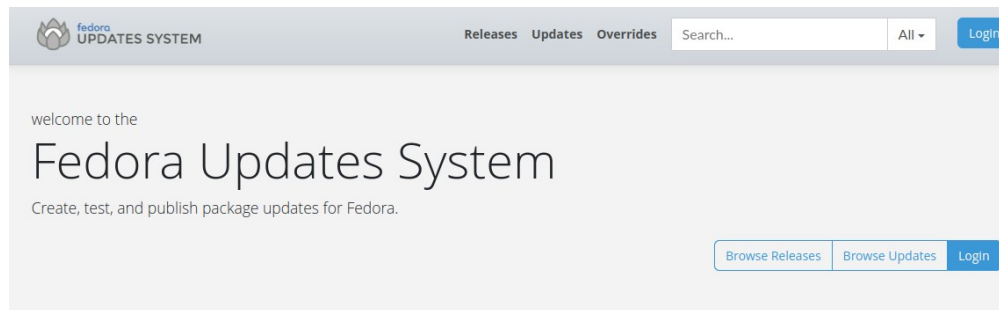 fedora
UPDATES SYSTEM
Releases Updates Overrides Search... All Login
welcome to the
Fedora Updates System
Create, test, and publish package updates for Fedora.
Browse Releases Browse Updates Login